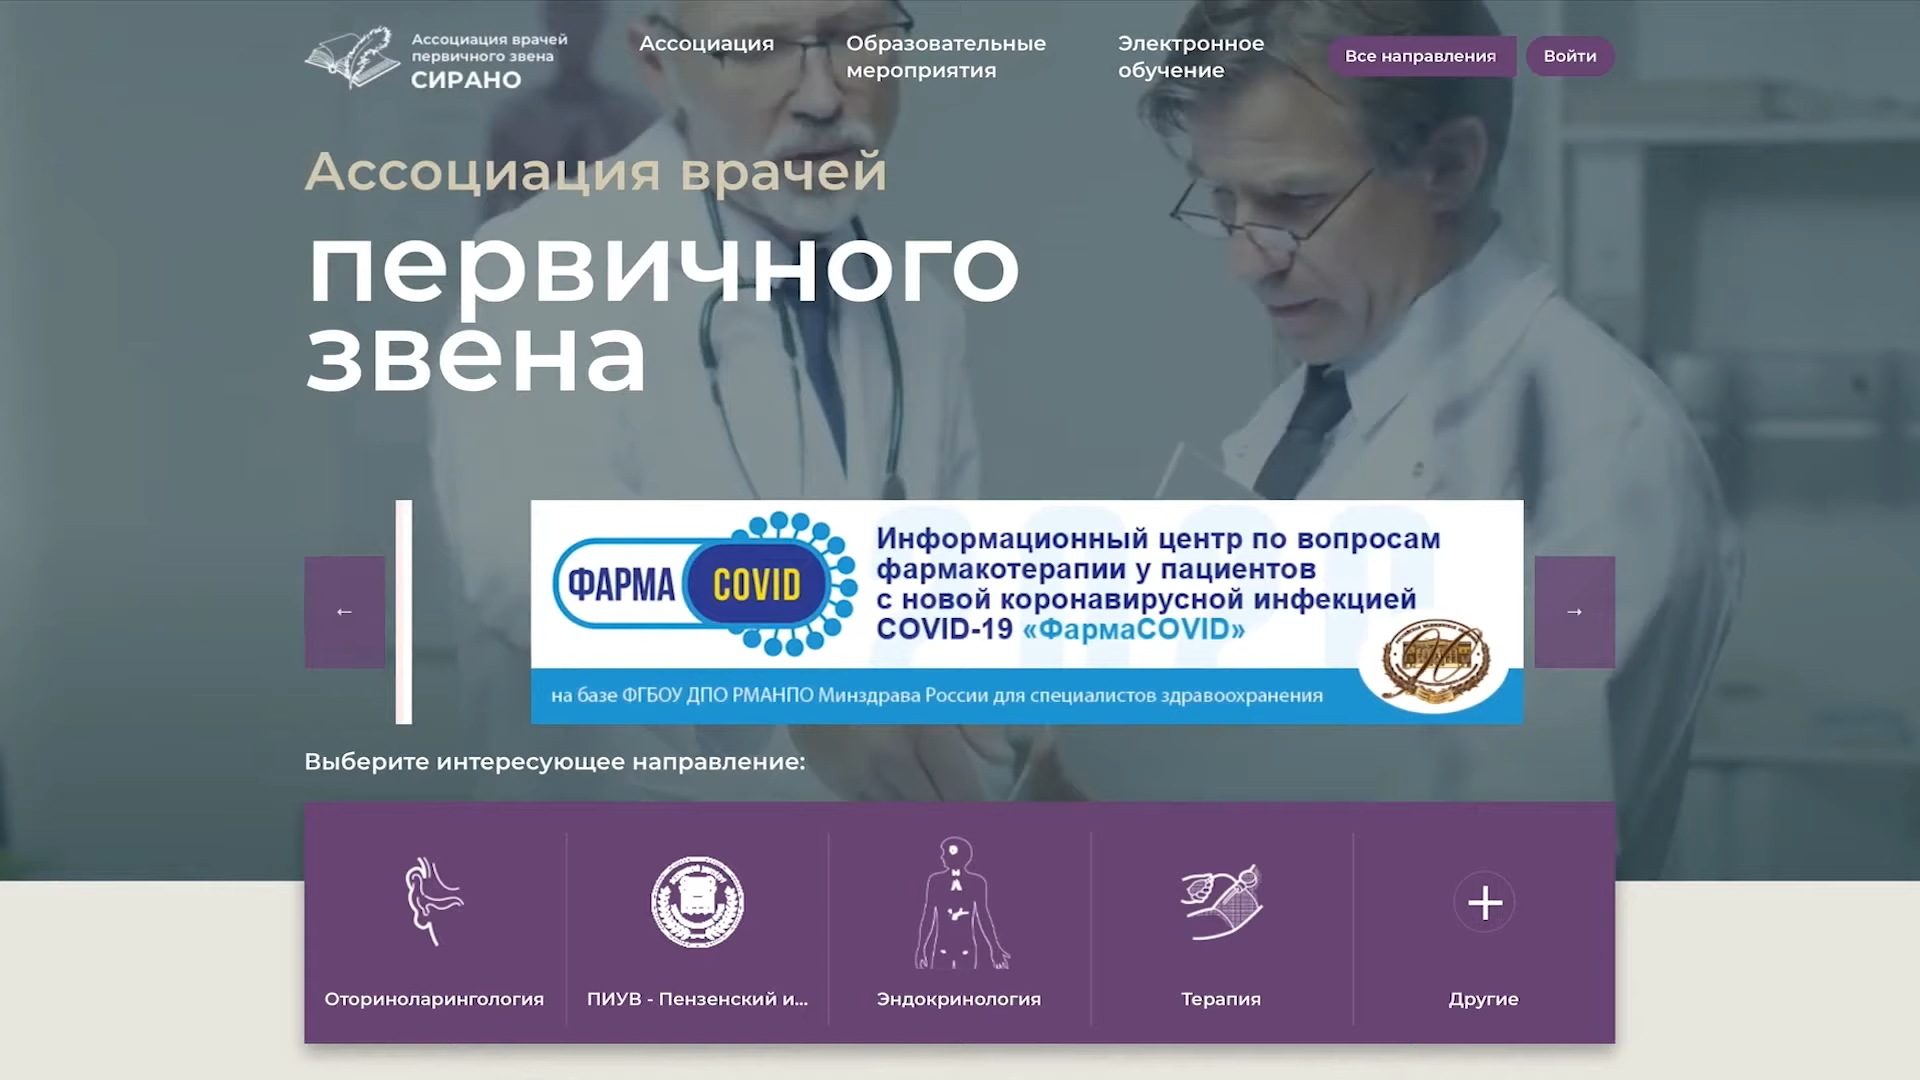 Ассоциация врачей
первичного звена
СИРАНО
Ассоциация
Образовательные
мероприятия
Электронное
обучение
Все направления
Войти
Ассоциация врачей
первичного
звена
←
ФАРМА COVID
Информационный центр по вопросам
фармакотерапии у пациентов
с новой коронавирусной инфекцией
COVID-19 «ФармаCOVID»
на базе ФГБОУ ДПО РМАНПО Минздрава России для специалистов здравоохранения
→
Выберите интересующее направление:
Оториноларингология
ПИУВ - Пензенский и...
Эндокринология
Терапия
Другие